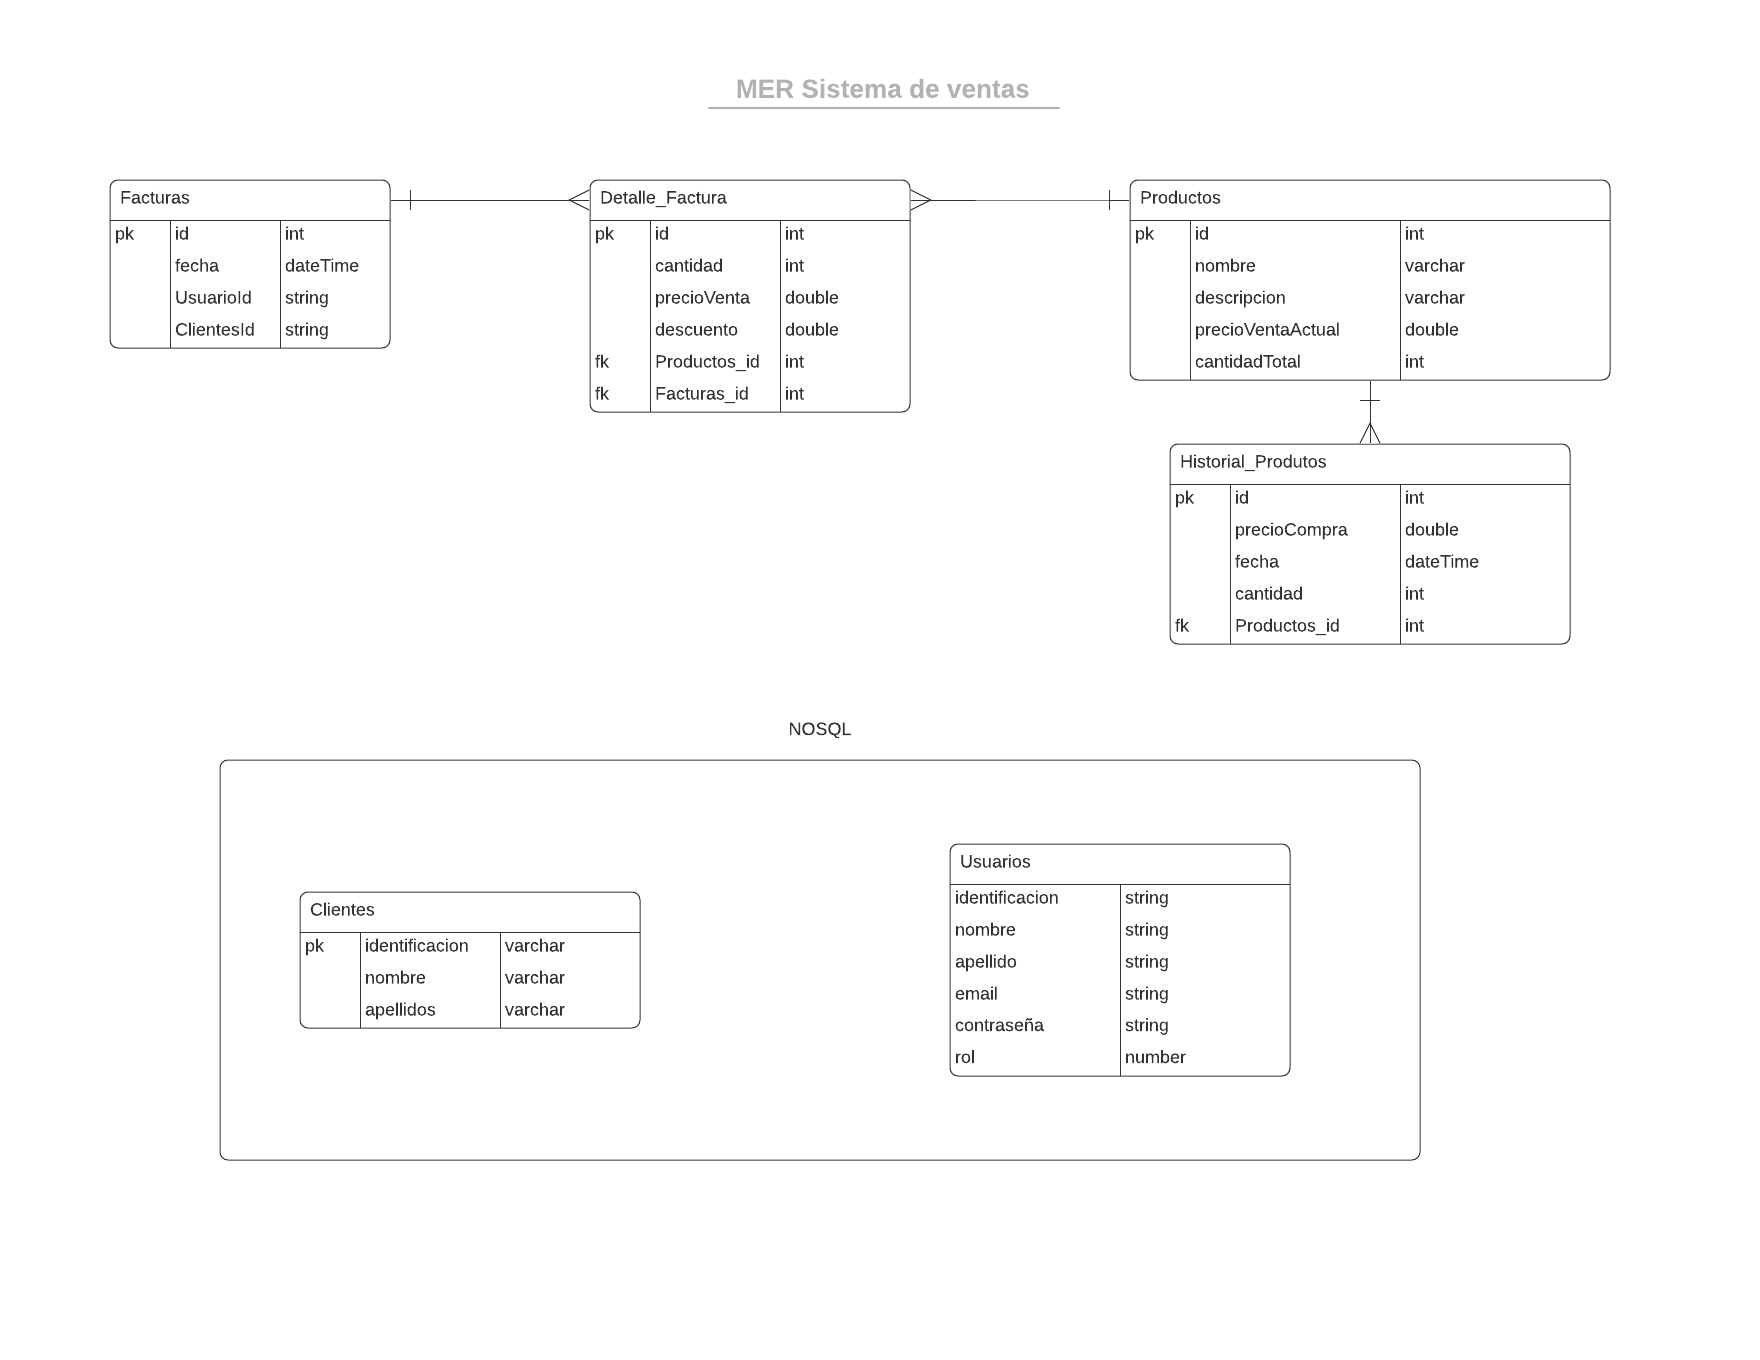 MER Sistema de ventas
Facturas
pk id int
fecha dateTime
UsuarioId string
ClientesId string
Detalle_Factura
pk id int
cantidad int
precioVenta double
descuento double
fk Productos_id int
fk Facturas_id int
Productos
pk id int
nombre varchar
descripcion varchar
precioVentaActual double
cantidadTotal int
Historial_Produtos
pk id int
precioCompra double
fecha dateTime
cantidad int
fk Productos_id int
NOSQL
Clientes
pk identificacion varchar
nombre varchar
apellidos varchar
Usuarios
identificacion string
nombre string
apellido string
email string
contraseña string
rol number